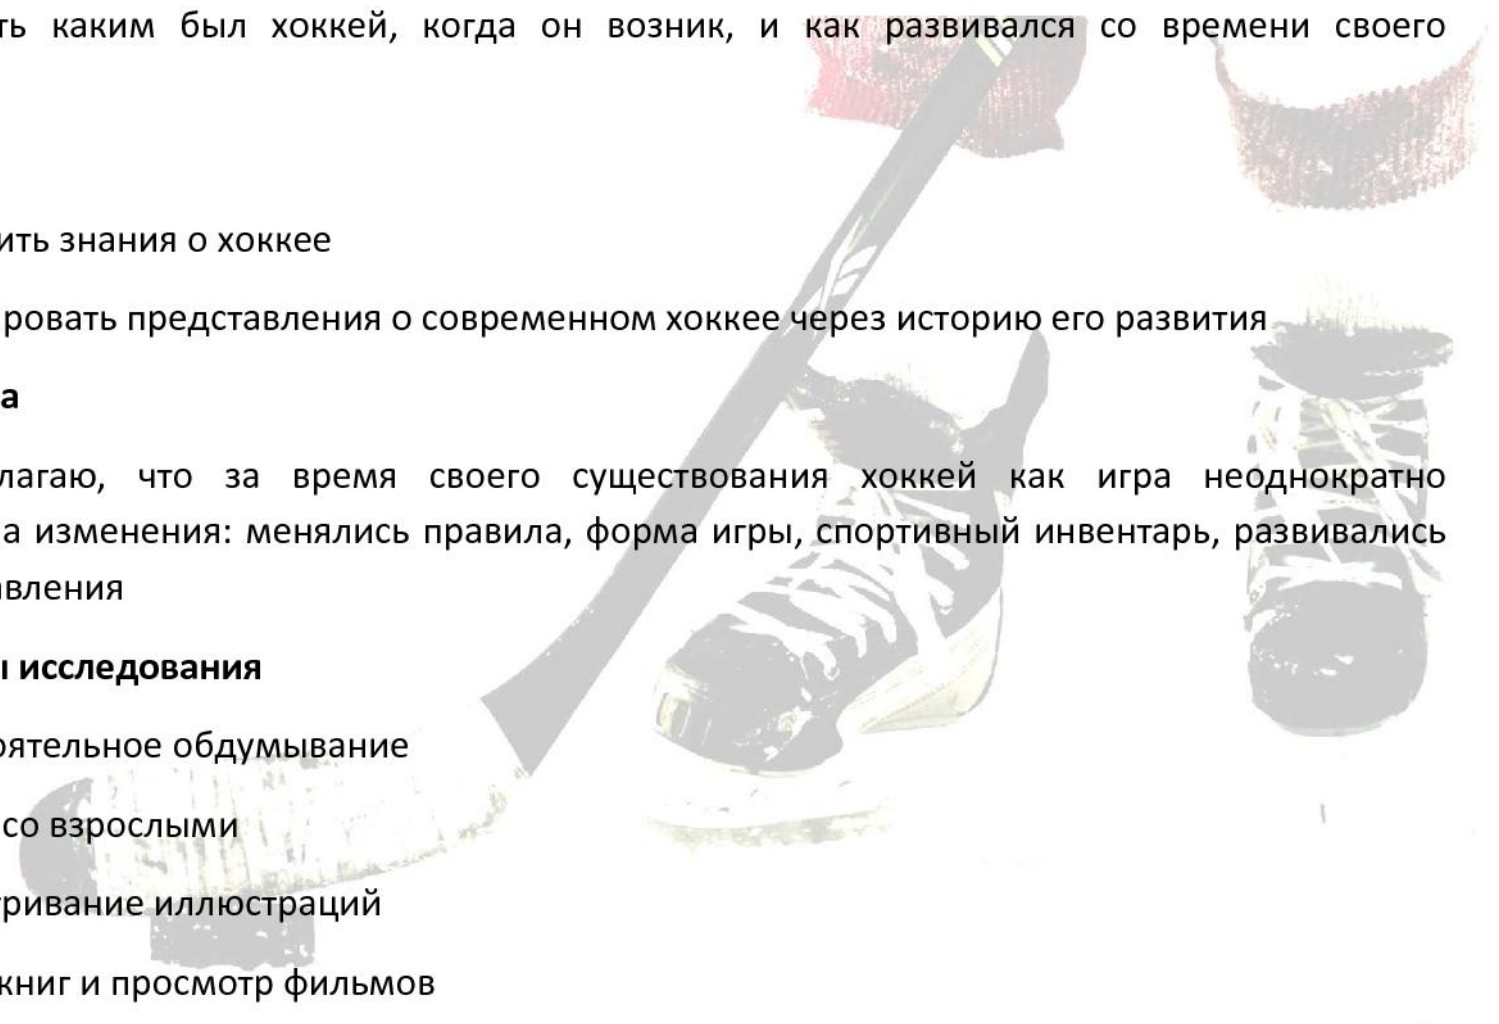 ть каким был хоккей, когда он возник, и как развивался со времени своего
ить знания о хоккее
ровать представления о современном хоккее через историю его развития
а
лагаю, что за время своего существования хоккей как игра неоднократно
а изменения: менялись правила, форма игры, спортивный инвентарь, развивались
авления
ы исследования
оятельное обдумывание
со взрослыми
тривание иллюстраций
книг и просмотр фильмов